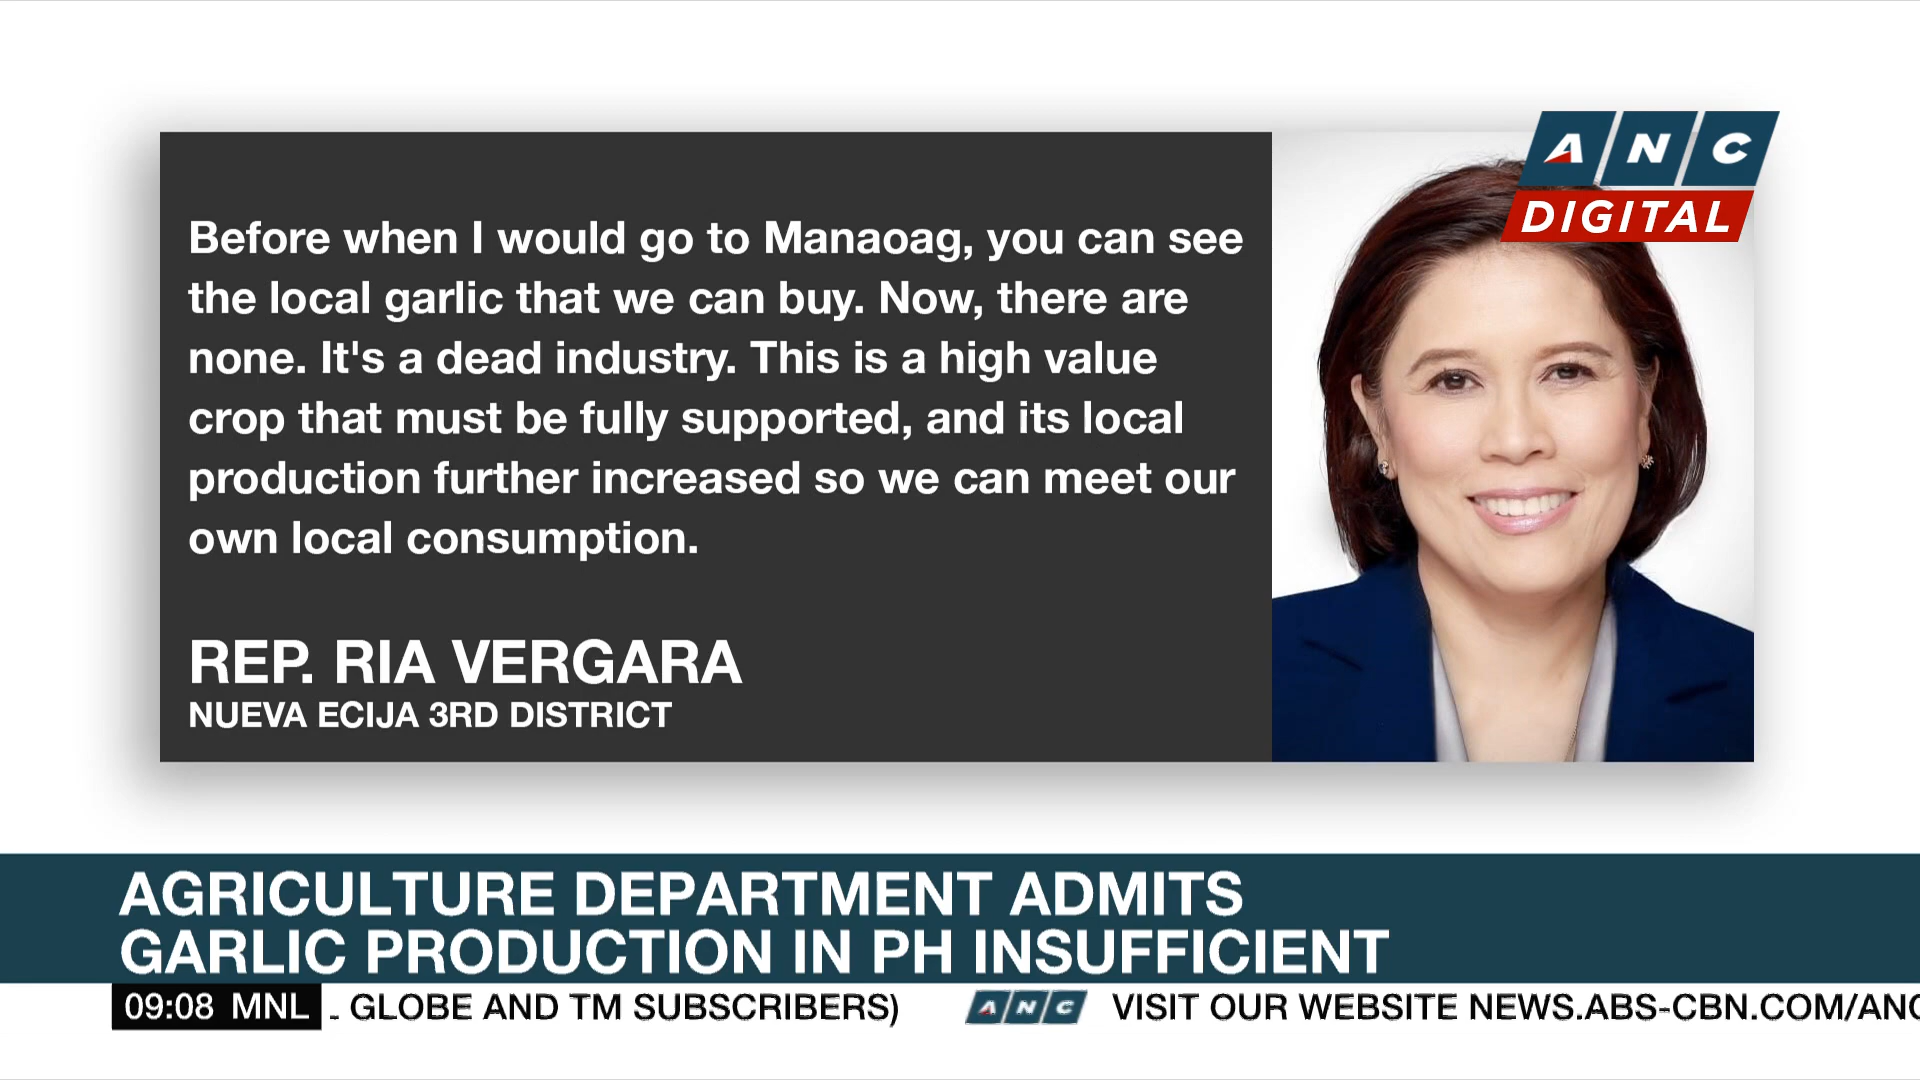 ANC
DIGITAL
Before when I would go to Manaoag, you can see
the local garlic that we can buy. Now, there are
none. It's a dead industry. This is a high value
crop that must be fully supported, and its local
production further increased so we can meet our
own local consumption.
REP. RIA VERGARA
NUEVA ECIJA 3RD DISTRICT
AGRICULTURE DEPARTMENT ADMITS
GARLIC PRODUCTION IN PH INSUFFICIENT
09:08 MNL GLOBE AND TM SUBSCRIBERS) ANC VISIT OUR WEBSITE NEWS.ABS-CBN.COM/ANC